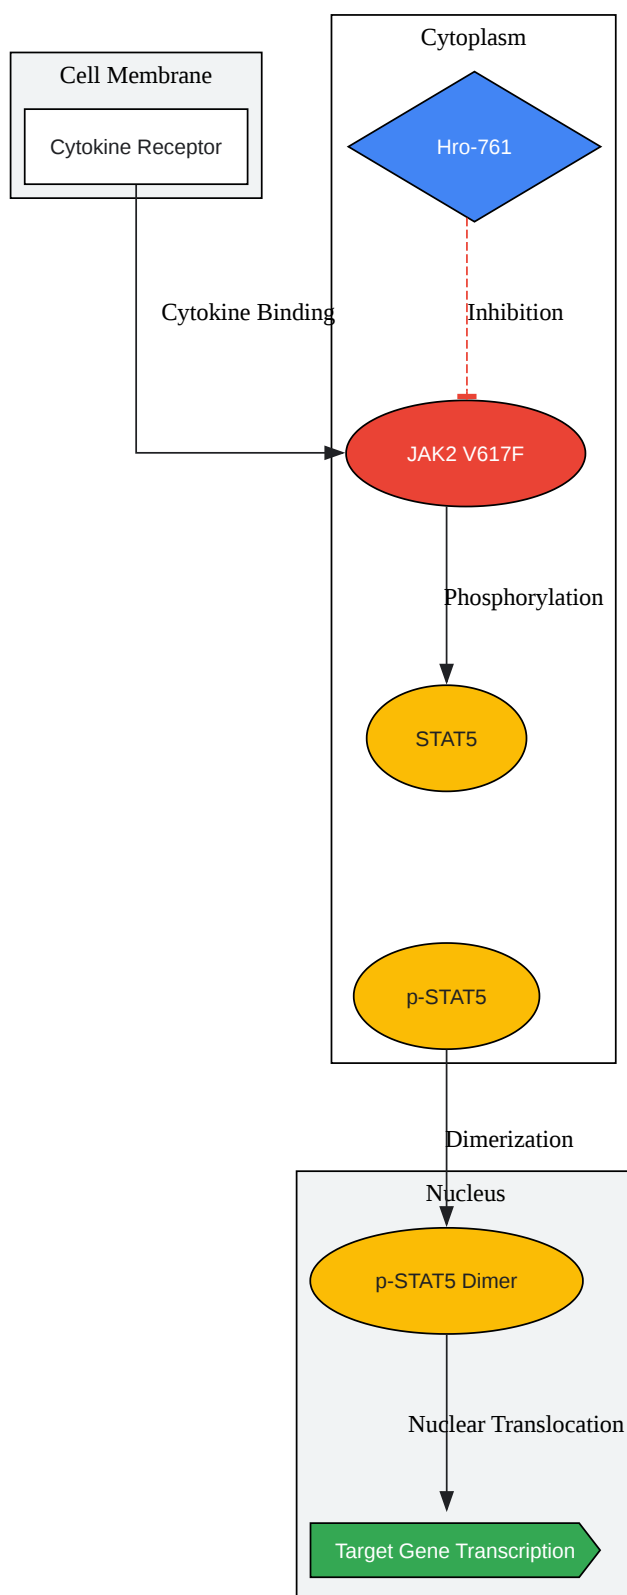 Cytoplasm
Cell Membrane
Cytokine Receptor
Hro-761
Cytokine Binding
Inhibition
JAK2 V617F
Phosphorylation
STAT5
p-STAT5
Dimerization
Nucleus
p-STAT5 Dimer
Nuclear Translocation
Target Gene Transcription